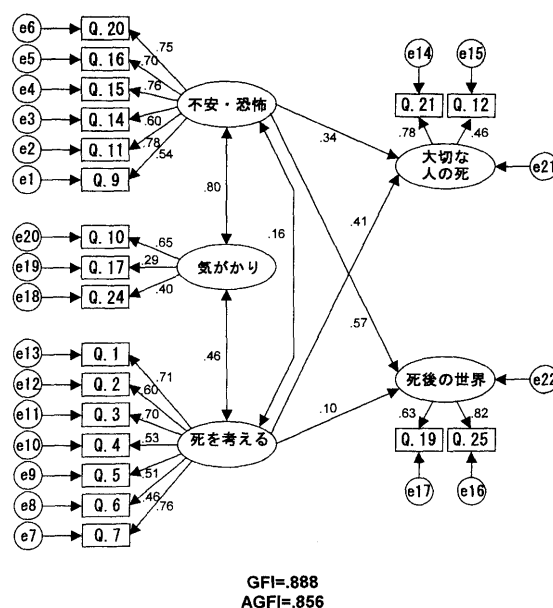 e6 Q.20 .75
e5 Q.16 .70
e4 Q.15 .76
e3 Q.14 .60
e2 Q.11 .78
e1 Q.9 .54
不安・恐怖
e20 Q.10 .65
e19 Q.17 .29
e18 Q.24 .40
気がかり
e13 Q.1 .71
e12 Q.2 .60
e11 Q.3 .70
e10 Q.4 .53
e9 Q.5 .51
e8 Q.6 .46
e7 Q.7 .76
死を考える
.80
.46
.16
.34
.41
.57
.10
e14 e15
Q.21 Q.12
.78 .46
大切な
人の死
e21
死後の世界
e22
.63 .82
Q.19 Q.25
e17 e16
GFI=.888
AGFI=.856